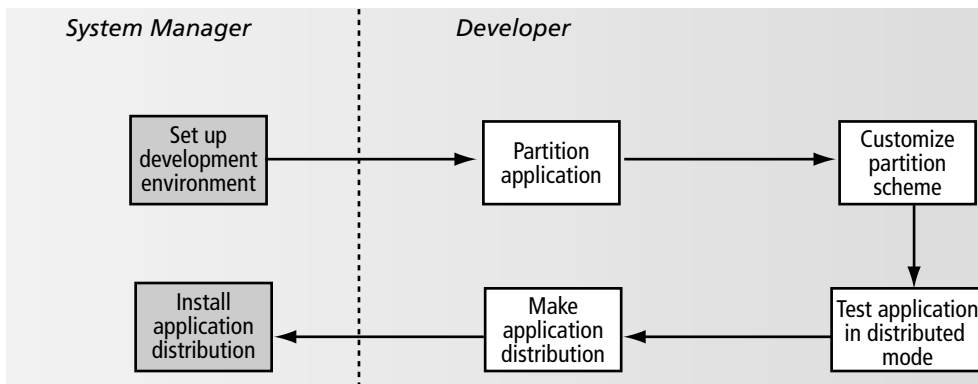 System Manager
Developer
Set up
development
environment
Partition
application
Customize
partition
scheme
Install
application
distribution
Make
application
distribution
Test application
in distributed
mode